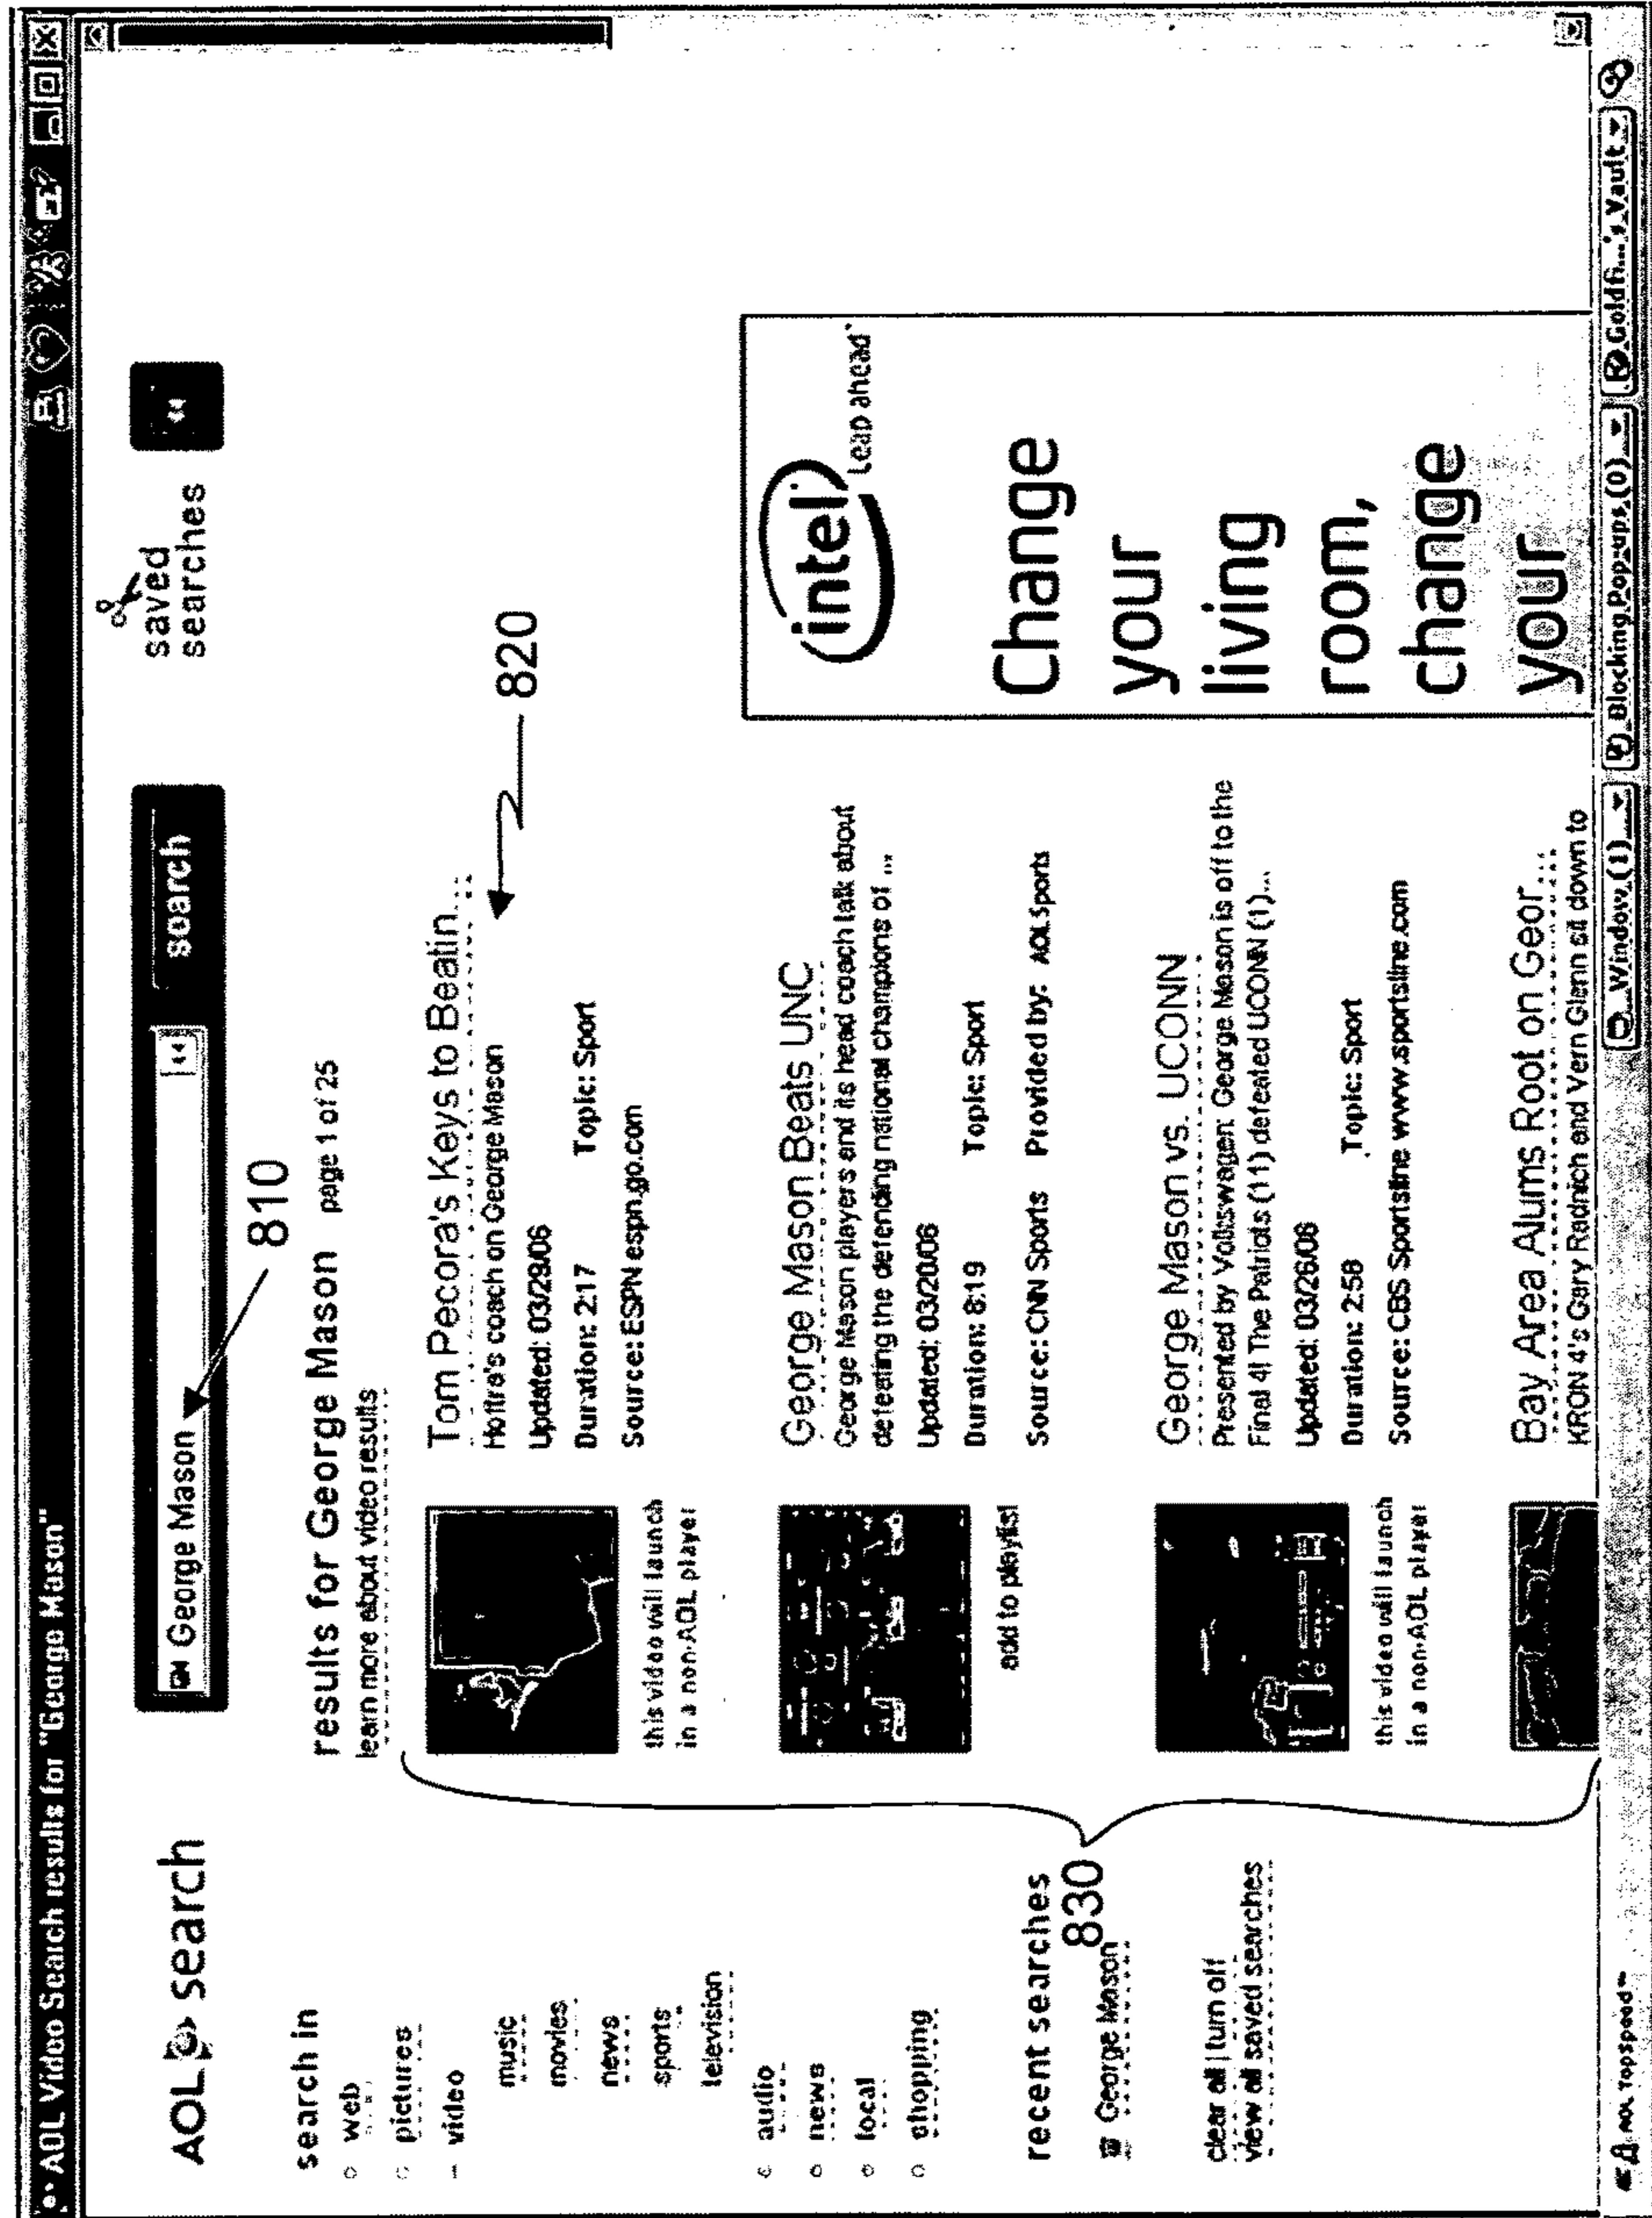 AOL Video Search results for "George Mason"
AOL search
George Mason
search
saved
searches
810
search in
web
pictures
video
music
movies
news
sports
television
audio
news
local
shopping
recent searches
830
George Mason
clear all | turn off
view all saved searches
results for George Mason page 1 of 25
learn more about video results
820
Tom Pecora's Keys to Beatin...
Hoftra's coach on George Mason
Updated: 03/29/06
Duration: 2:17 Topic: Sport
Source: ESPN espn.go.com
this video will launch
in a non-AOL player
George Mason Beats UNC
George Mason players and its head coach talk about
defeating the defending national champions of ...
Updated: 03/20/06
Duration: 8:19 Topic: Sport
Source: CNN Sports Provided by: AOL Sports
add to playlist
George Mason vs. UCONN
Presented by Volkswagen: George Mason is off to the
Final 4! The Patriots (11) defeated UCONN (1)...
Updated: 03/26/06
Duration: 2:58 Topic: Sport
Source: CBS Sportsline www.sportsline.com
this video will launch
in a non-AOL player
Bay Area Alums Root on Geor...
KRON 4's Gary Radnich and Vern Glenn sit down to
intel
Leap ahead
Change
your
living
room,
change
your
AOL TopSpeed™
Window (1)
Blocking Pop-ups (0)
Goldfi...'s Vault